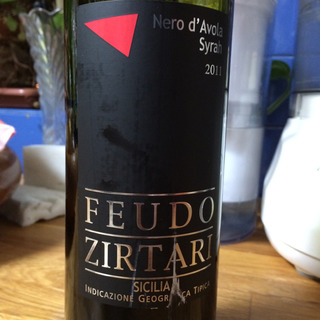 Nero d'Avola
Syrah
2011
FEUDO
ZIRTARI
SICILIA
INDICAZIONE GEOGRAFICA TIPICA